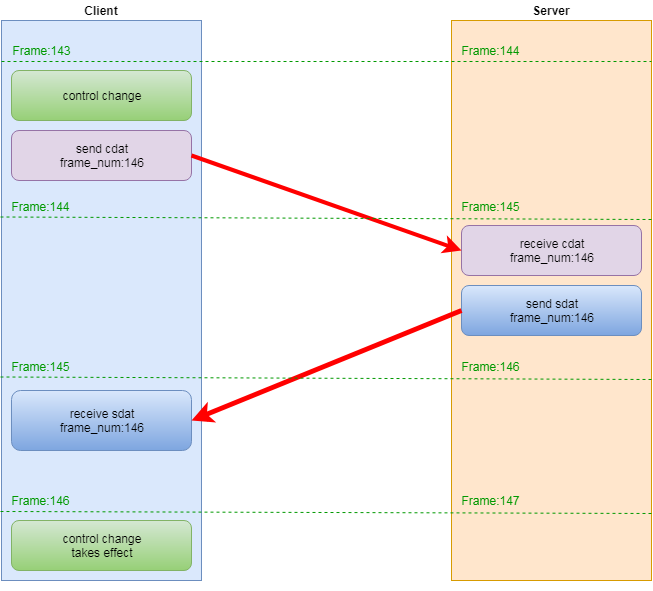 Client
Server
Frame:143
Frame:144
control change
send cdat
frame_num:146
Frame:144
Frame:145
receive cdat
frame_num:146
send sdat
frame_num:146
Frame:145
Frame:146
receive sdat
frame_num:146
Frame:146
Frame:147
control change
takes effect